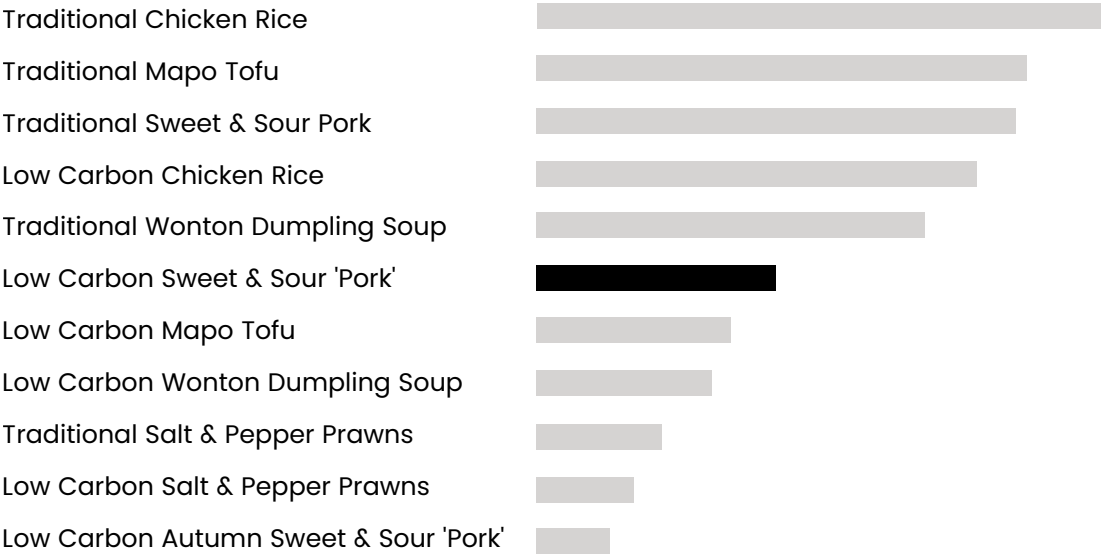 Traditional Chicken Rice
Traditional Mapo Tofu
Traditional Sweet & Sour Pork
Low Carbon Chicken Rice
Traditional Wonton Dumpling Soup
Low Carbon Sweet & Sour 'Pork'
Low Carbon Mapo Tofu
Low Carbon Wonton Dumpling Soup
Traditional Salt & Pepper Prawns
Low Carbon Salt & Pepper Prawns
Low Carbon Autumn Sweet & Sour 'Pork'